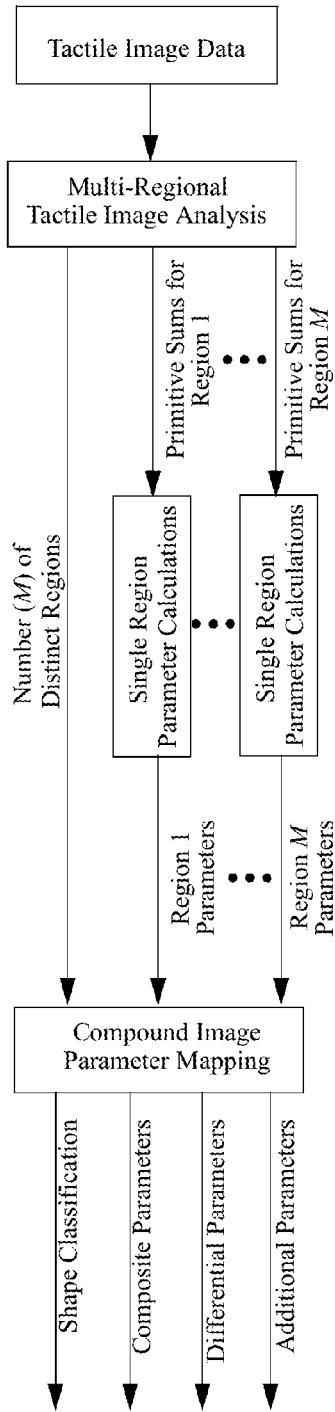 Tactile Image Data
Multi-Regional
Tactile Image Analysis
Primitive Sums for
Region 1
Primitive Sums for
Region M
Number (M) of
Distinct Regions
Single Region
Parameter Calculations
Single Region
Parameter Calculations
Region 1
Parameters
Region M
Parameters
Compound Image
Parameter Mapping
Shape Classification
Composite Parameters
Differential Parameters
Additional Parameters